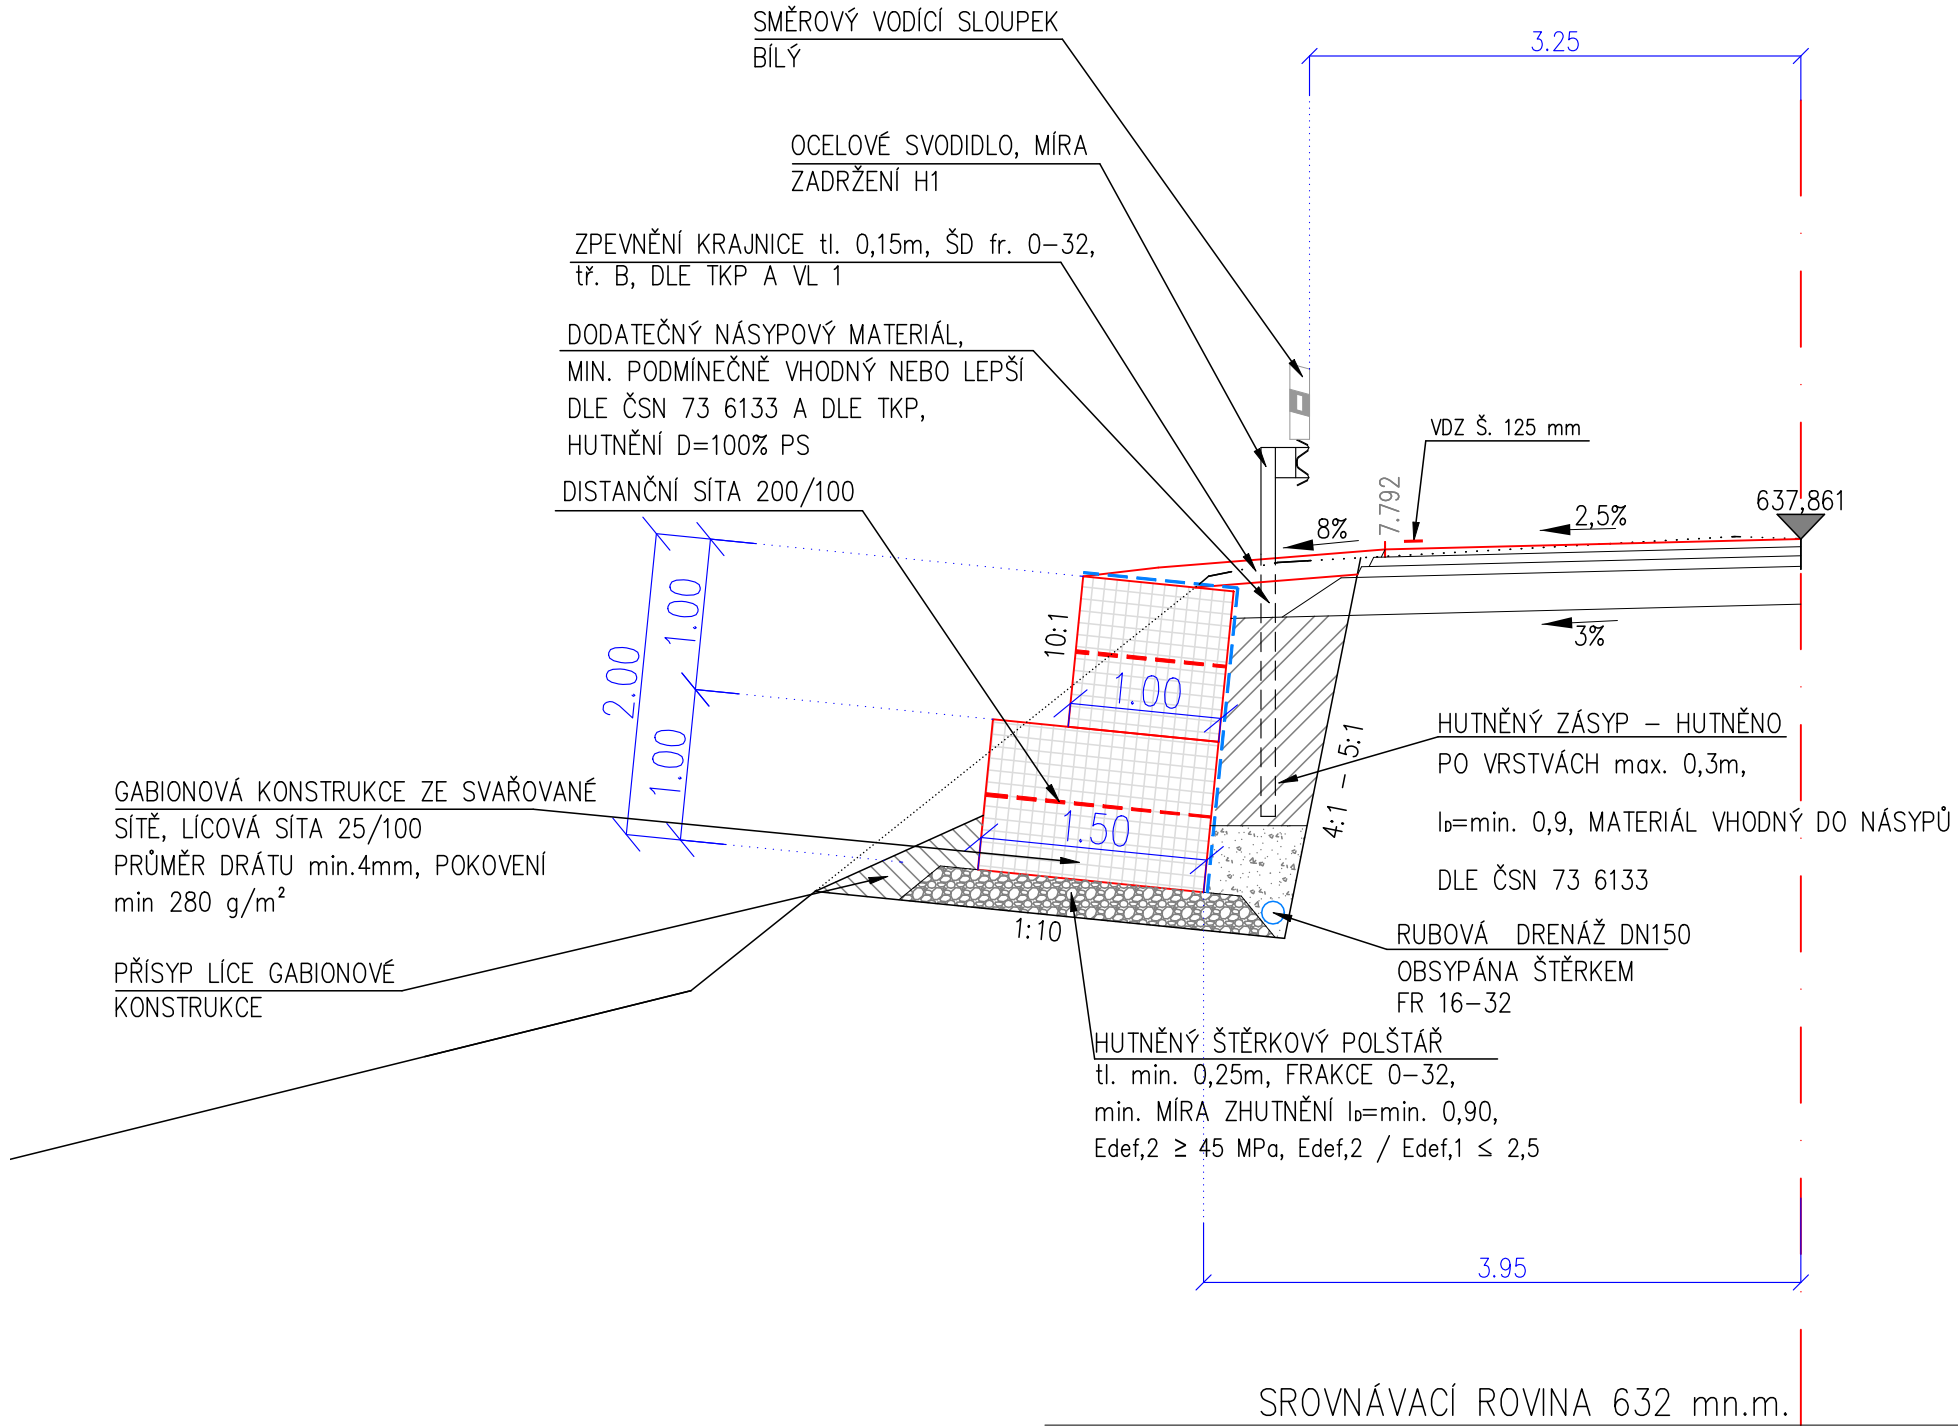 SMĚROVÝ VODÍCÍ SLOUPEK
BÍLÝ
3.25
OCELOVÉ SVODIDLO, MÍRA
ZADRŽENÍ H1
ZPEVNĚNÍ KRAJNICE tl. 0,15m, ŠD fr. 0-32,
tř. B, DLE TKP A VL 1
DODATEČNÝ NÁSYPOVÝ MATERIÁL,
MIN. PODMÍNEČNĚ VHODNÝ NEBO LEPŠÍ
DLE ČSN 73 6133 A DLE TKP,
HUTNĚNÍ D=100% PS
DISTANČNÍ SÍTA 200/100
VDZ Š. 125 mm
7.792
637,861
8%
2,5%
3%
10:1
1.00
1.00
2.00
1.00
1.50
4:1 - 5:1
1:10
HUTNĚNÝ ZÁSYP - HUTNĚNO
PO VRSTVÁCH max. 0,3m,
ID=min. 0,9, MATERIÁL VHODNÝ DO NÁSYPŮ
DLE ČSN 73 6133
GABIONOVÁ KONSTRUKCE ZE SVAŘOVANÉ
SÍTĚ, LÍCOVÁ SÍTA 25/100
PRŮMĚR DRÁTU min.4mm, POKOVENÍ
min 280 g/m²
PŘÍSYP LÍCE GABIONOVÉ
KONSTRUKCE
RUBOVÁ DRENÁŽ DN150
OBSYPÁNA ŠTĚRKEM
FR 16-32
HUTNĚNÝ ŠTĚRKOVÝ POLŠTÁŘ
tl. min. 0,25m, FRAKCE 0-32,
min. MÍRA ZHUTNĚNÍ ID=min. 0,90,
Edef,2 ≥ 45 MPa, Edef,2 / Edef,1 ≤ 2,5
3.95
SROVNÁVACÍ ROVINA 632 mn.m.